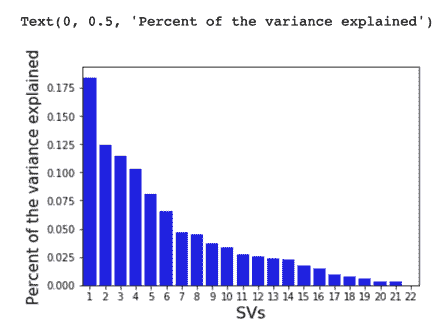 Text(0, 0.5, 'Percent of the variance explained')
Percent of the variance explained
0.175
0.150
0.125
0.100
0.075
0.050
0.025
0.000
1 2 3 4 5 6 7 8 9 10 11 12 13 14 15 16 17 18 19 20 21 22
SVs